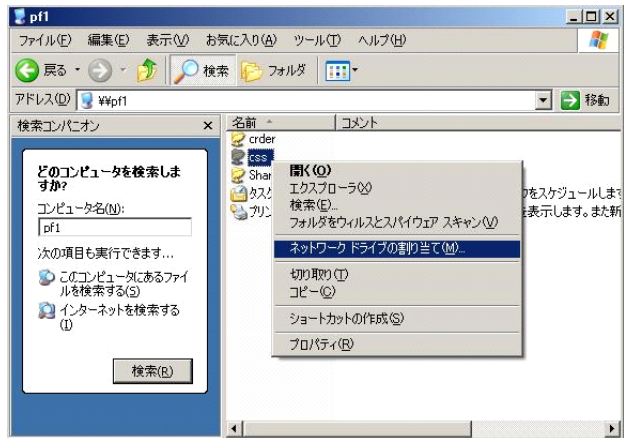 pf1
ファイル(F) 編集(E) 表示(V) お気に入り(A) ツール(T) ヘルプ(H)
戻る 検索 フォルダ
アドレス(D) ¥¥pf1 移動
検索コンパニオン
どのコンピュータを検索しま
すか?
コンピュータ名(N):
pf1
次の項目も実行できます...
このコンピュータにあるファイ
ルを検索する(S)
インターネットを検索する
(I)
検索(R)
名前 コメント
crder
css
Shar
タスク
プリン
開く(O)
エクスプローラ(X)
検索(E)...
フォルダをウィルスとスパイウェア スキャン(V)
ネットワーク ドライブの割り当て(M)...
切り取り(T)
コピー(C)
ショートカットの作成(S)
プロパティ(R)
をスケジュールします
を表示します。また新